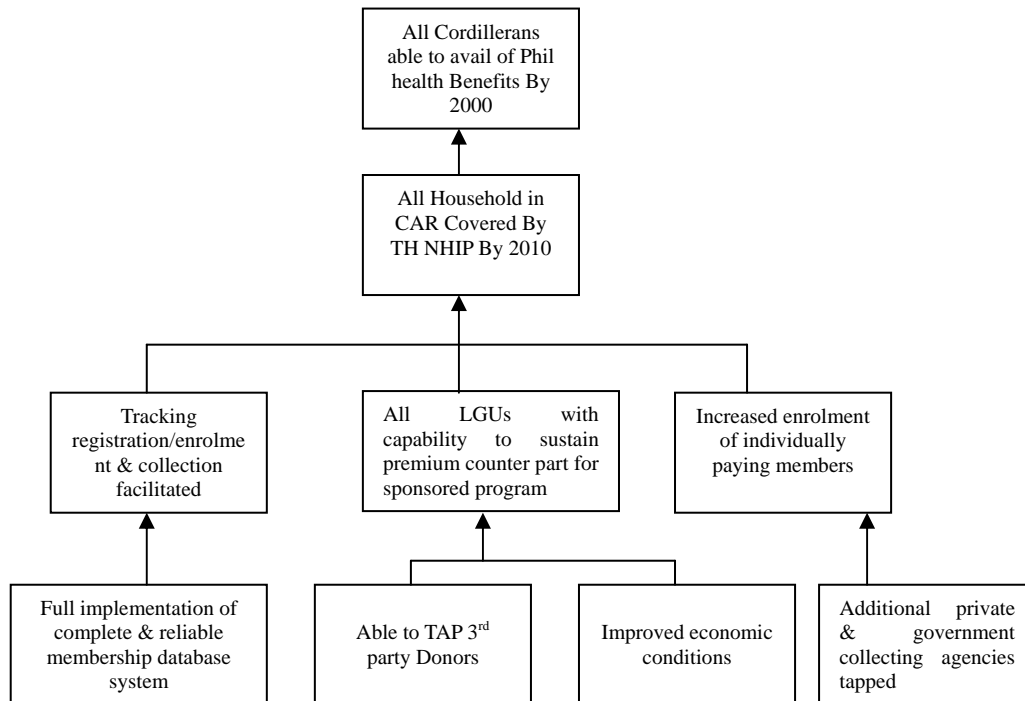 All Cordillerans
able to avail of Phil
health Benefits By
2000
All Household in
CAR Covered By
TH NHIP By 2010
Tracking
registration/enrolme
nt & collection
facilitated
All LGUs with
capability to sustain
premium counter part for
sponsored program
Increased enrolment
of individually
paying members
Full implementation of
complete & reliable
membership database
system
Able to TAP 3rd
party Donors
Improved economic
conditions
Additional private
& government
collecting agencies
tapped